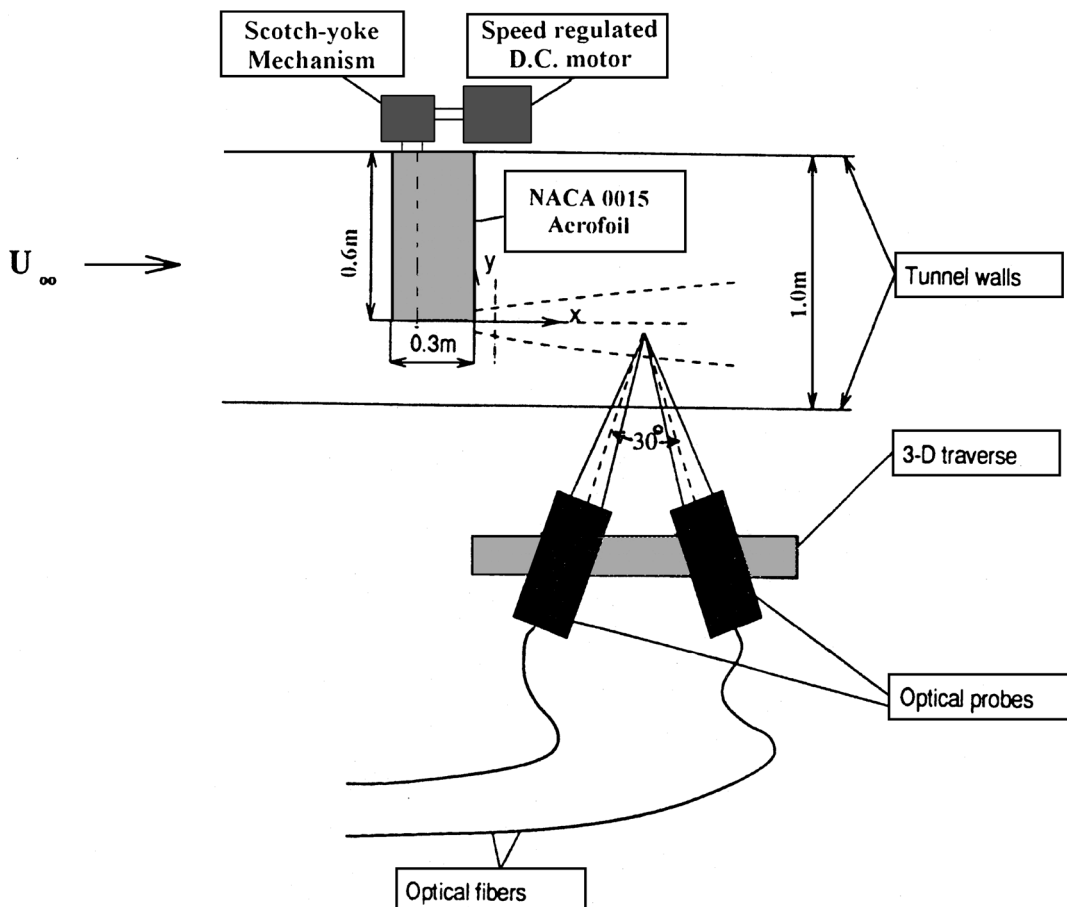 Scotch-yoke
Mechanism
Speed regulated
D.C. motor
NACA 0015
Aerofoil
0.6m
y
U∞
x
1.0m
Tunnel walls
0.3m
30°
3-D traverse
Optical probes
Optical fibers